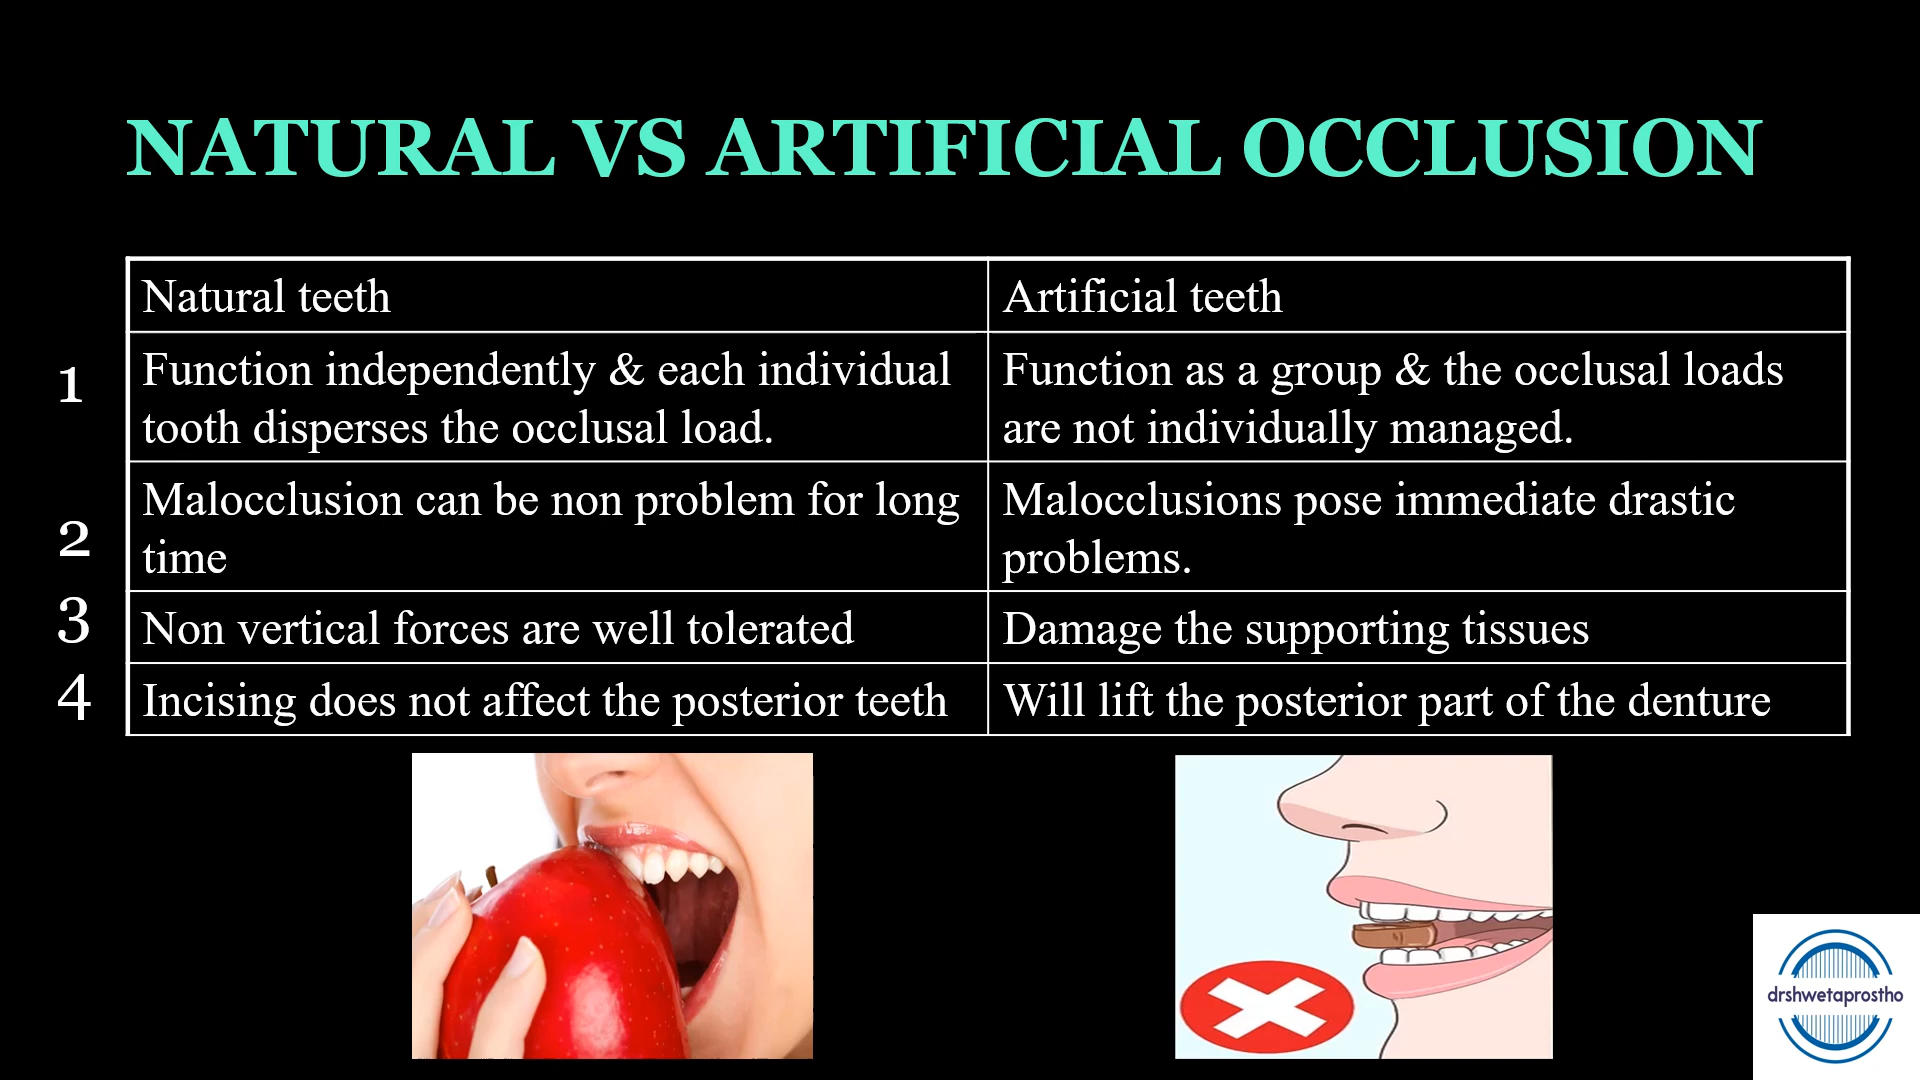 NATURAL VS ARTIFICIAL OCCLUSION
Natural teeth
Artificial teeth
1
Function independently & each individual
tooth disperses the occlusal load.
Function as a group & the occlusal loads
are not individually managed.
2
Malocclusion can be non problem for long
time
Malocclusions pose immediate drastic
problems.
3
Non vertical forces are well tolerated
Damage the supporting tissues
4
Incising does not affect the posterior teeth
Will lift the posterior part of the denture
drshwetaprostho